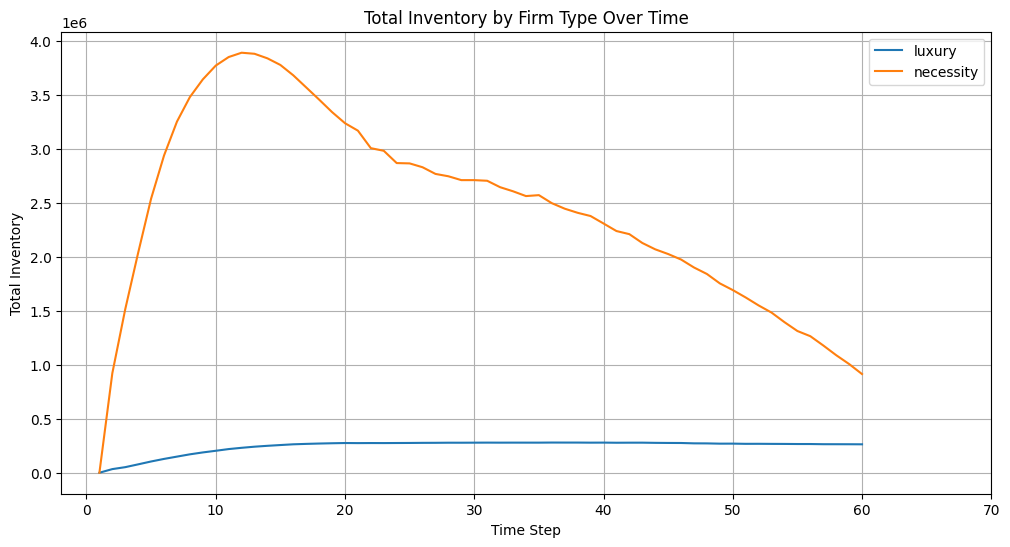 Total Inventory by Firm Type Over Time
1e6
4.0
3.5
3.0
2.5
2.0
1.5
1.0
0.5
0.0
Total Inventory
luxury
necessity
0 10 20 30 40 50 60 70
Time Step